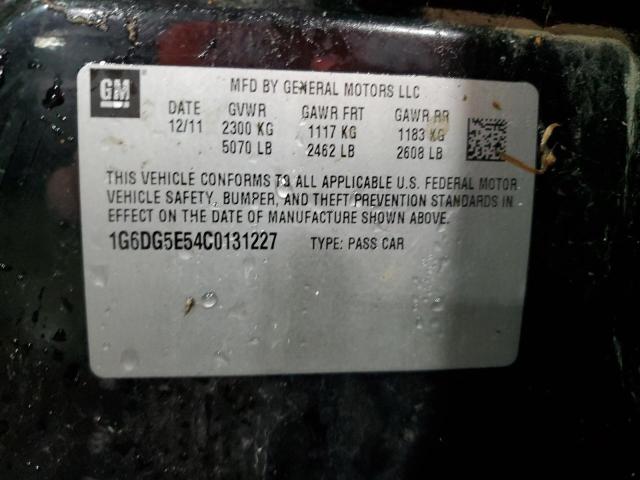 GM
MFD BY GENERAL MOTORS LLC
DATE GVWR GAWR FRT GAWR RR
12/11 2300 KG 1117 KG 1183 KG
5070 LB 2462 LB 2608 LB
THIS VEHICLE CONFORMS TO ALL APPLICABLE U.S. FEDERAL MOTOR
VEHICLE SAFETY, BUMPER, AND THEFT PREVENTION STANDARDS IN
EFFECT ON THE DATE OF MANUFACTURE SHOWN ABOVE.
1G6DG5E54C0131227 TYPE: PASS CAR